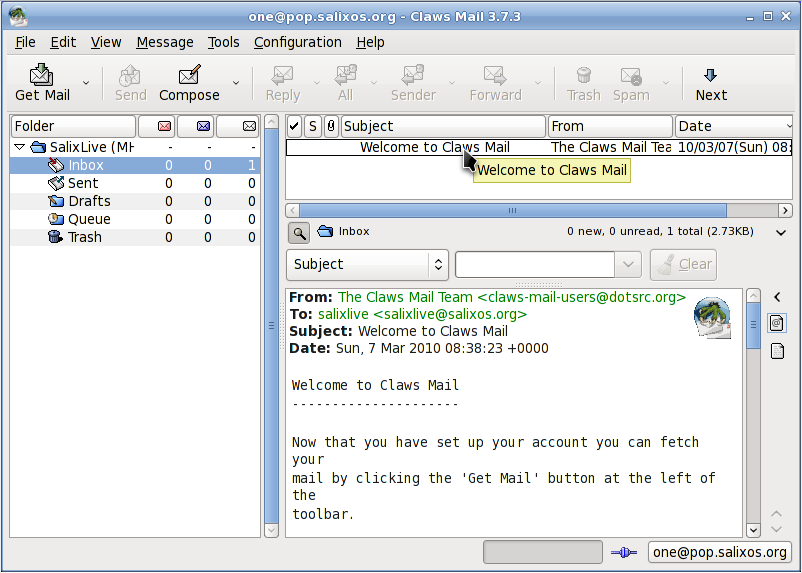 one@pop.salixos.org - Claws Mail 3.7.3
File Edit View Message Tools Configuration Help
Get Mail Send Compose Reply All Sender Forward Trash Spam Next
Folder
S Subject From Date
SalixLive (MH - - -
Inbox 0 0 1
Sent 0 0 0
Drafts 0 0 0
Queue 0 0 0
Trash 0 0 0
Welcome to Claws Mail The Claws Mail Tea 10/03/07(Sun) 08:
Welcome to Claws Mail
Inbox 0 new, 0 unread, 1 total (2.73KB)
Subject Clear
From: The Claws Mail Team <claws-mail-users@dotsrc.org>
To: salixlive <salixlive@salixos.org>
Subject: Welcome to Claws Mail
Date: Sun, 7 Mar 2010 08:38:23 +0000
Welcome to Claws Mail
---------------------
Now that you have set up your account you can fetch
your
mail by clicking the 'Get Mail' button at the left of
the
toolbar.
one@pop.salixos.org